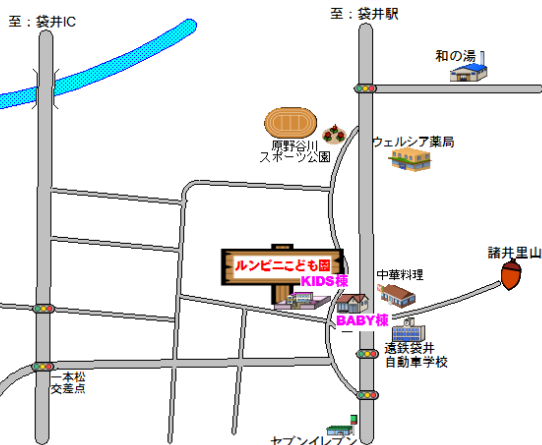 至：袋井IC
至：袋井駅
和の湯
原野谷川
スポーツ公園
ウェルシア薬局
諸井里山
ルンビニこども園
KIDS棟
中華料理
BABY棟
遠鉄袋井
自動車学校
一本松
交差点
セブンイレブン